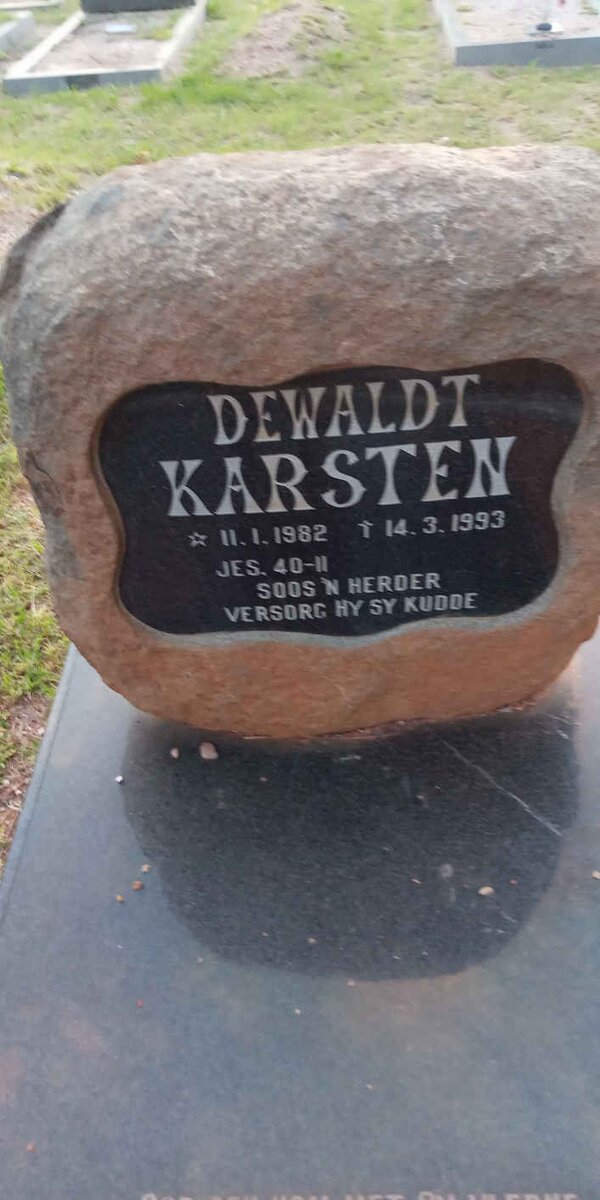 DEWALDT
KARSTEN
☆ 11.1.1982 † 14.3.1993
JES. 40-11
SOOS 'N HERDER
VERSORG HY SY KUDDE